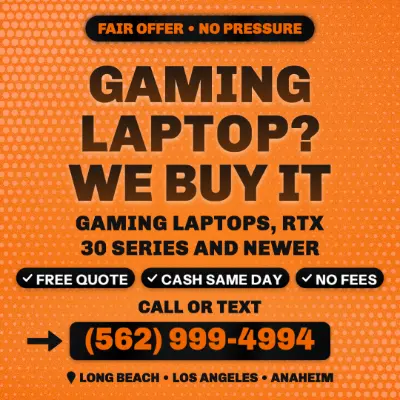 FAIR OFFER • NO PRESSURE
GAMING
LAPTOP?
WE BUY IT
GAMING LAPTOPS, RTX
30 SERIES AND NEWER
✓ FREE QUOTE ✓ CASH SAME DAY ✓ NO FEES
CALL OR TEXT
(562) 999-4994
LONG BEACH • LOS ANGELES • ANAHEIM